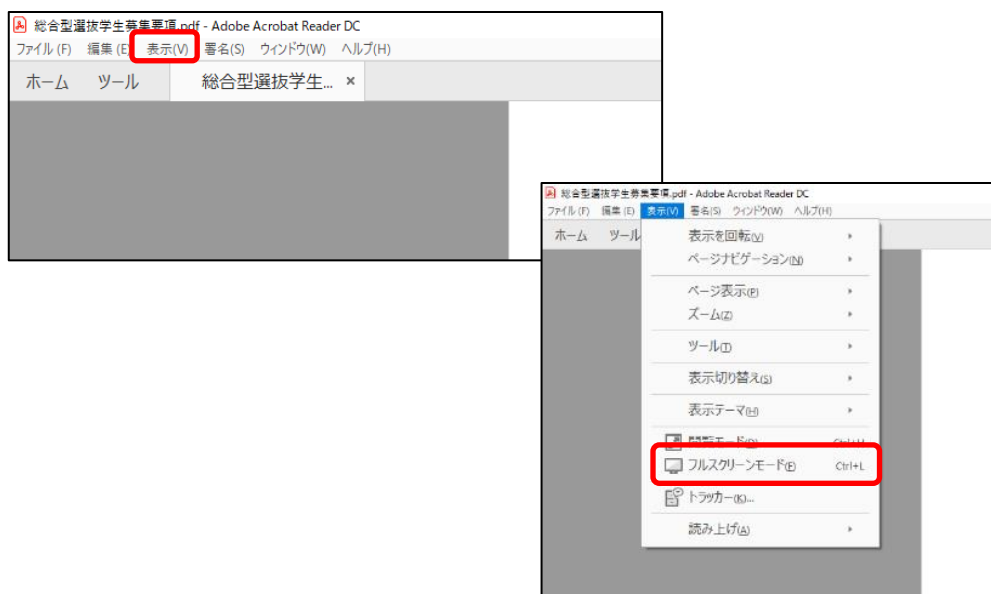 総合型選抜学生募集要項.pdf - Adobe Acrobat Reader DC
ファイル (F) 編集 (E) 表示(V) 署名(S) ウィンドウ(W) ヘルプ(H)
ホーム ツール 総合型選抜学生... ×
総合型選抜学生募集要項.pdf - Adobe Acrobat Reader DC
ファイル (F) 編集 (E) 表示(V) 署名(S) ウィンドウ(W) ヘルプ(H)
ホーム ツール
表示を回転(V)
ページナビゲーション(N)
ページ表示(P)
ズーム(Z)
ツール(T)
表示切り替え(S)
表示テーマ(H)
閲覧モード(R) Ctrl+H
フルスクリーンモード(F) Ctrl+L
トラッカー(K)...
読み上げ(A)